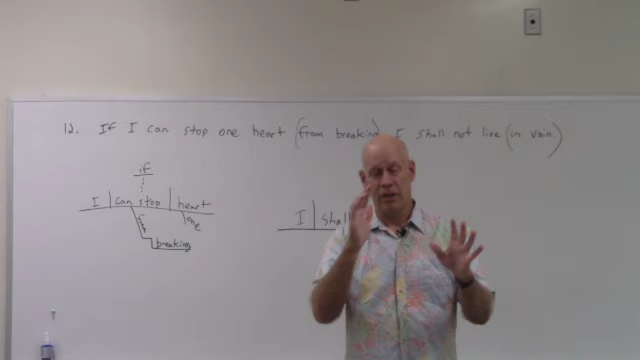 12. If I can stop one heart (from breaking), I shall not live (in vain.)
if
I can stop heart
I shall
from one
breaking